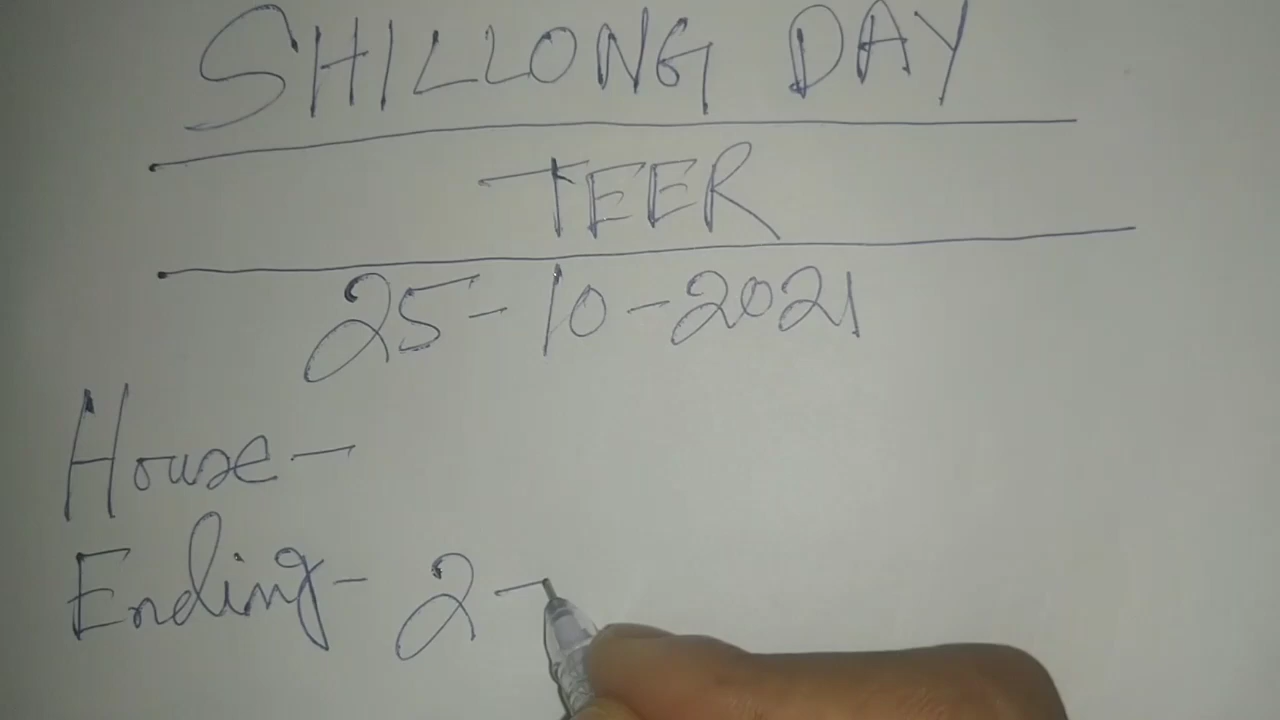 SHILLONG DAY
TEER
25-10-2021
House-
Ending- 2-